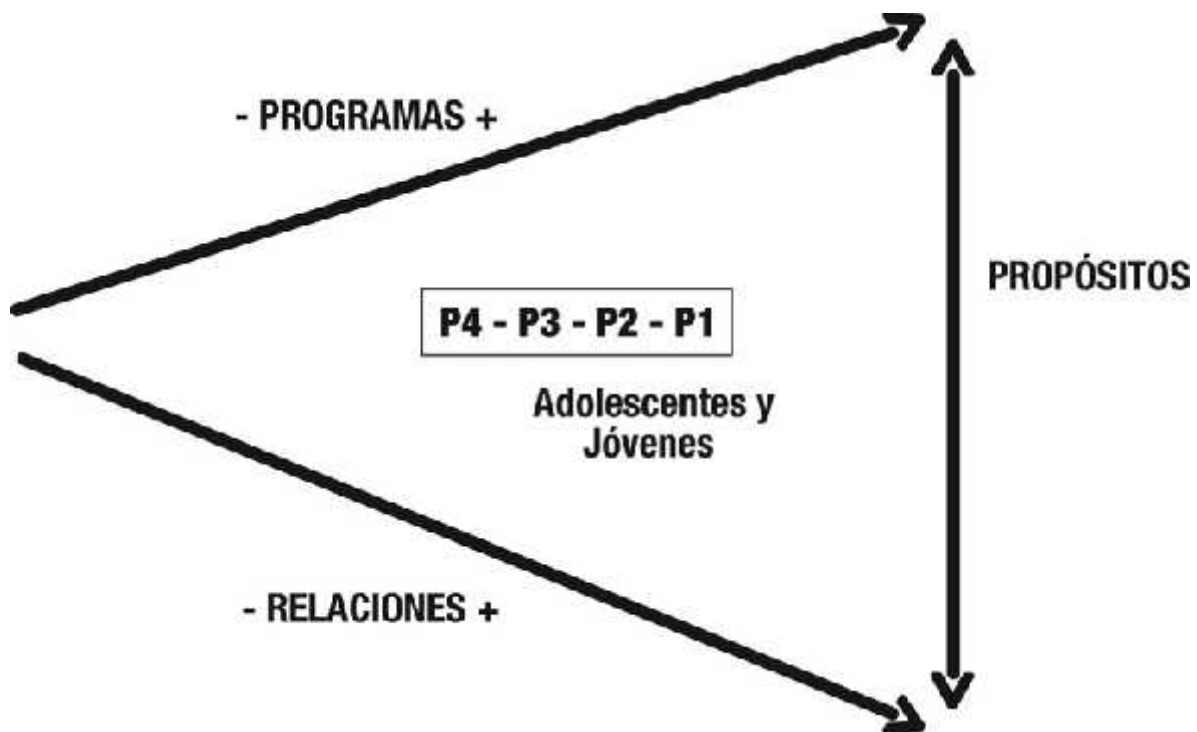 - PROGRAMAS +
PROPÓSITOS
P4 - P3 - P2 - P1
Adolescentes y
Jóvenes
- RELACIONES +